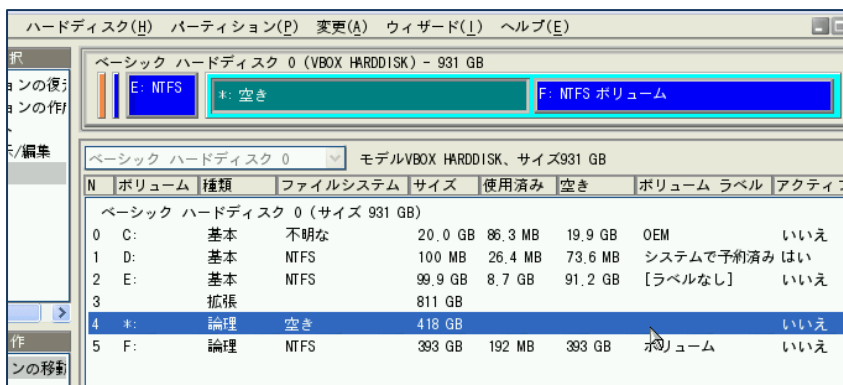 ハードディスク(H) パーティション(P) 変更(A) ウィザード(I) ヘルプ(E)
択
ベーシック ハードディスク 0 (VBOX HARDDISK) - 931 GB
E: NTFS
*: 空き
F: NTFS ボリューム
ョンの復
ョンの作
示/編集
ベーシック ハードディスク 0
モデルVBOX HARDDISK、サイズ931 GB
N ボリューム 種類 ファイルシステム サイズ 使用済み 空き ボリューム ラベル アクティブ
ベーシック ハードディスク 0 (サイズ 931 GB)
0 C: 基本 不明な 20.0 GB 86.3 MB 19.9 GB OEM いいえ
1 D: 基本 NTFS 100 MB 26.4 MB 73.6 MB システムで予約済み はい
2 E: 基本 NTFS 99.9 GB 8.7 GB 91.2 GB [ラベルなし] いいえ
3 拡張 811 GB
4 *: 論理 空き 418 GB いいえ
5 F: 論理 NTFS 393 GB 192 MB 393 GB ボリューム いいえ
作
ンの移動